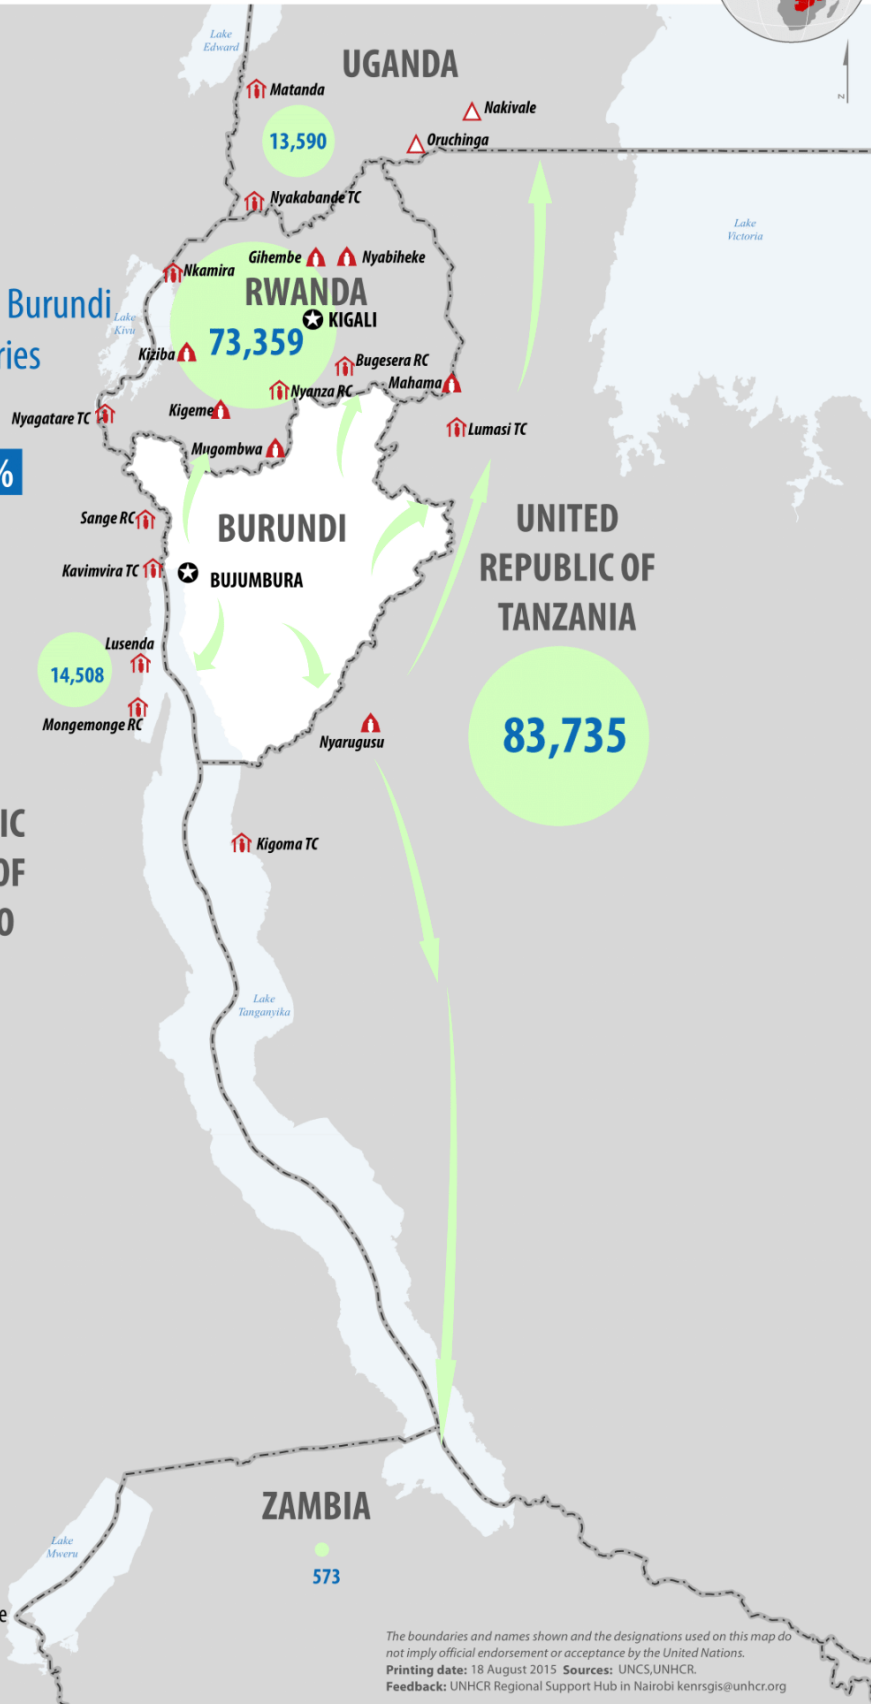 Lake
Edward
UGANDA
Matanda
Nakivale
13,590
Oruchinga
N
Nyakabande TC
Lake
Victoria
Gihembe
Nyabiheke
Nkamira
RWANDA
Burundi
Lake
Kivu
KIGALI
73,359
ries
Kiziba
Bugesera RC
Mahama
Nyanza RC
Nyagatare TC
Kigeme
Lumasi TC
Mugombwa
%
Sange RC
BURUNDI
UNITED
REPUBLIC OF
TANZANIA
Kavimvira TC
BUJUMBURA
Lusenda
14,508
Mongemonge RC
83,735
Nyarugusu
IC
OF
O
Kigoma TC
Lake
Tanganyika
ZAMBIA
Lake
Mweru
573
e
The boundaries and names shown and the designations used on this map do
not imply official endorsement or acceptance by the United Nations.
Printing date: 18 August 2015 Sources: UNCS,UNHCR.
Feedback: UNHCR Regional Support Hub in Nairobi kenrsgis@unhcr.org